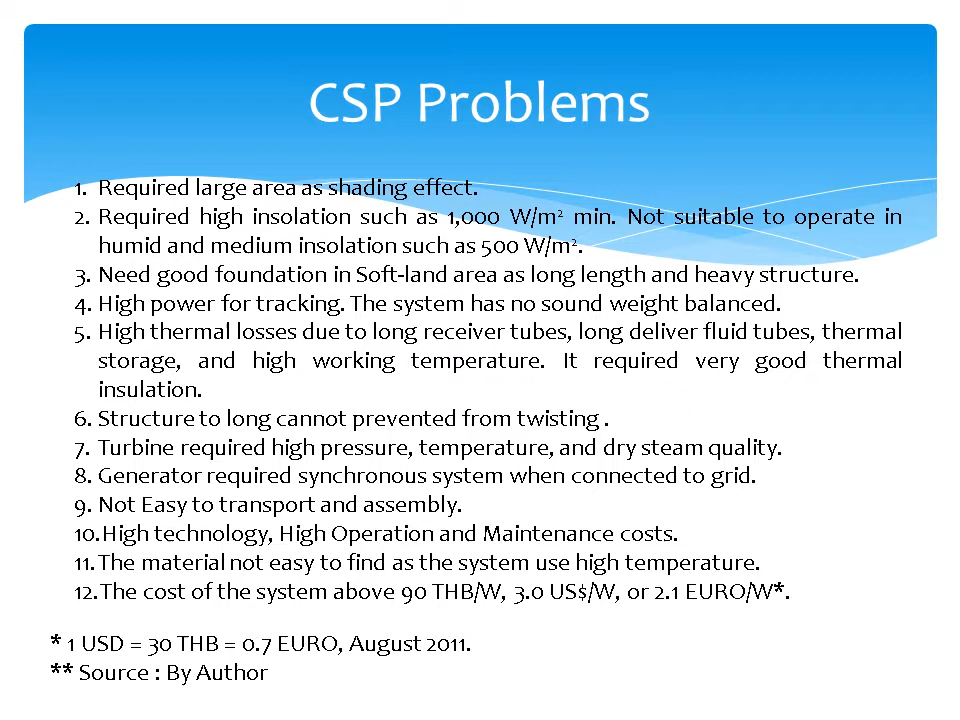 CSP Problems
1. Required large area as shading effect.
2. Required high insolation such as 1,000 W/m² min. Not suitable to operate in
humid and medium insolation such as 500 W/m².
3. Need good foundation in Soft-land area as long length and heavy structure.
4. High power for tracking. The system has no sound weight balanced.
5. High thermal losses due to long receiver tubes, long deliver fluid tubes, thermal
storage, and high working temperature. It required very good thermal
insulation.
6. Structure to long cannot prevented from twisting .
7. Turbine required high pressure, temperature, and dry steam quality.
8. Generator required synchronous system when connected to grid.
9. Not Easy to transport and assembly.
10. High technology, High Operation and Maintenance costs.
11. The material not easy to find as the system use high temperature.
12. The cost of the system above 90 THB/W, 3.0 US$/W, or 2.1 EURO/W*.
* 1 USD = 30 THB = 0.7 EURO, August 2011.
** Source : By Author